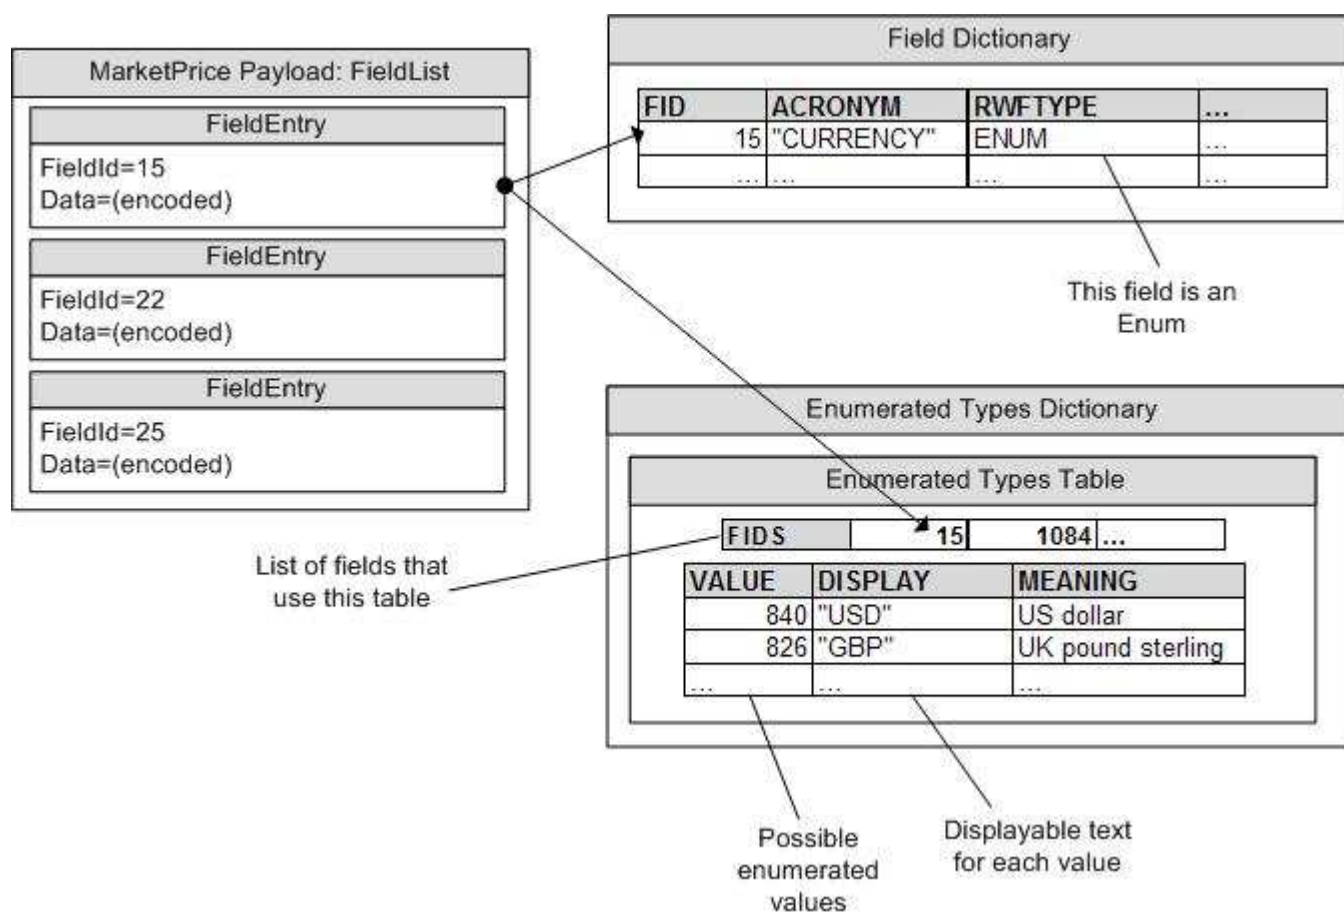 MarketPrice Payload: FieldList
FieldEntry
FieldId=15
Data=(encoded)
FieldEntry
FieldId=22
Data=(encoded)
FieldEntry
FieldId=25
Data=(encoded)
Field Dictionary
FID ACRONYM RWFTYPE ...
15 "CURRENCY" ENUM ...
... ... ... ...
This field is an
Enum
Enumerated Types Dictionary
Enumerated Types Table
FIDS 15 1084 ...
List of fields that
use this table
VALUE DISPLAY MEANING
840 "USD" US dollar
826 "GBP" UK pound sterling
... ... ...
Possible
enumerated
values
Displayable text
for each value